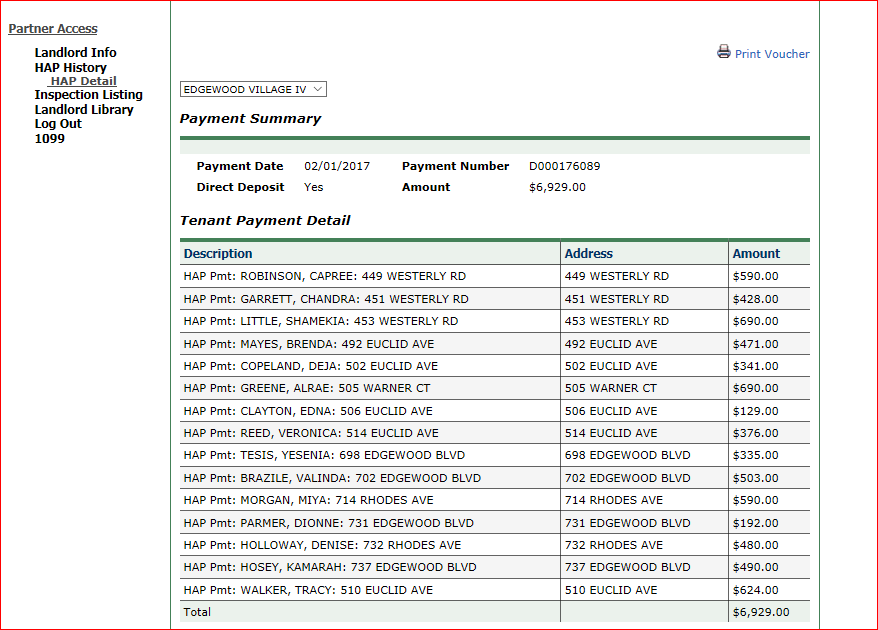 Partner Access
Landlord Info
HAP History
HAP Detail
Inspection Listing
Landlord Library
Log Out
1099
Print Voucher
EDGEWOOD VILLAGE IV
Payment Summary
Payment Date 02/01/2017 Payment Number D000176089
Direct Deposit Yes Amount $6,929.00
Tenant Payment Detail
Description Address Amount
HAP Pmt: ROBINSON, CAPREE: 449 WESTERLY RD 449 WESTERLY RD $590.00
HAP Pmt: GARRETT, CHANDRA: 451 WESTERLY RD 451 WESTERLY RD $428.00
HAP Pmt: LITTLE, SHAMEKIA: 453 WESTERLY RD 453 WESTERLY RD $690.00
HAP Pmt: MAYES, BRENDA: 492 EUCLID AVE 492 EUCLID AVE $471.00
HAP Pmt: COPELAND, DEJA: 502 EUCLID AVE 502 EUCLID AVE $341.00
HAP Pmt: GREENE, ALRAE: 505 WARNER CT 505 WARNER CT $690.00
HAP Pmt: CLAYTON, EDNA: 506 EUCLID AVE 506 EUCLID AVE $129.00
HAP Pmt: REED, VERONICA: 514 EUCLID AVE 514 EUCLID AVE $376.00
HAP Pmt: TESIS, YESENIA: 698 EDGEWOOD BLVD 698 EDGEWOOD BLVD $335.00
HAP Pmt: BRAZILE, VALINDA: 702 EDGEWOOD BLVD 702 EDGEWOOD BLVD $503.00
HAP Pmt: MORGAN, MIYA: 714 RHODES AVE 714 RHODES AVE $590.00
HAP Pmt: PARMER, DIONNE: 731 EDGEWOOD BLVD 731 EDGEWOOD BLVD $192.00
HAP Pmt: HOLLOWAY, DENISE: 732 RHODES AVE 732 RHODES AVE $480.00
HAP Pmt: HOSEY, KAMARAH: 737 EDGEWOOD BLVD 737 EDGEWOOD BLVD $490.00
HAP Pmt: WALKER, TRACY: 510 EUCLID AVE 510 EUCLID AVE $624.00
Total $6,929.00